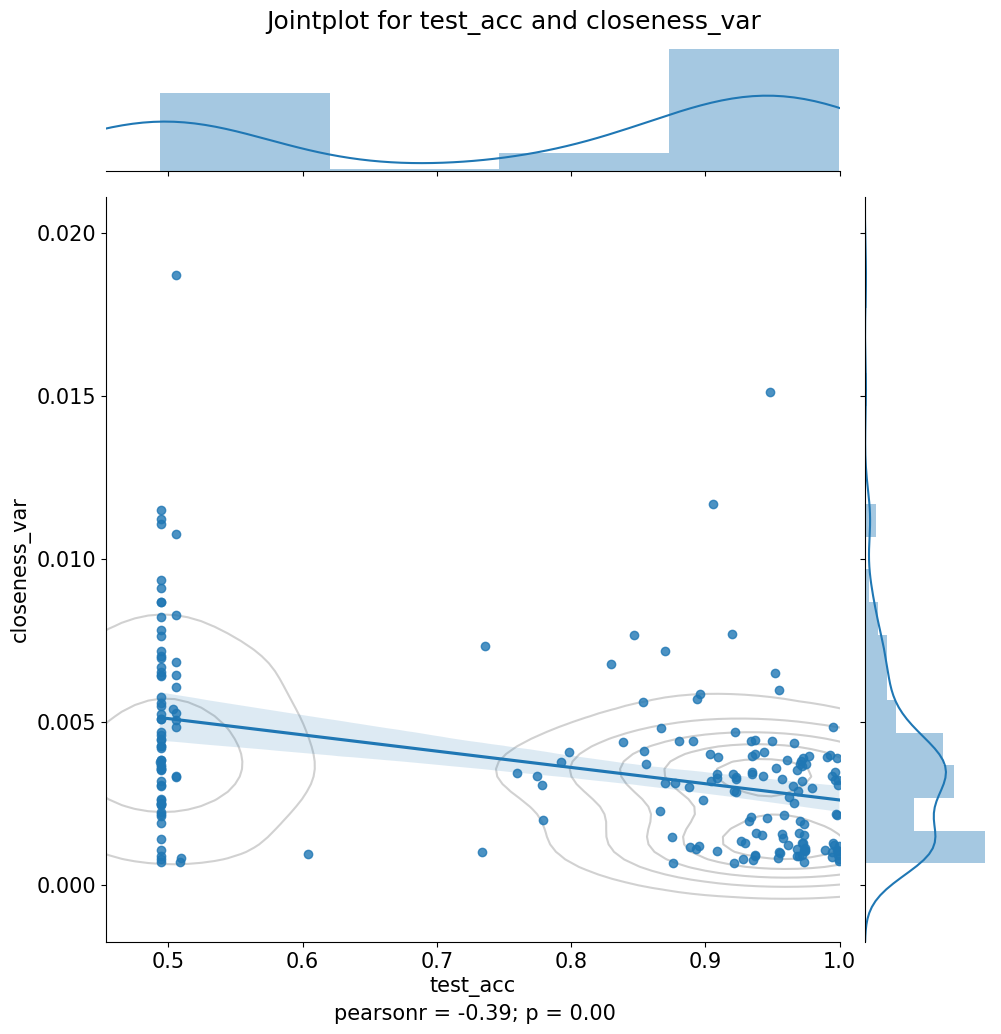 Jointplot for test_acc and closeness_var
0.020
0.015
0.010
0.005
0.000
closeness_var
0.5 0.6 0.7 0.8 0.9 1.0
test_acc
pearsonr = -0.39; p = 0.00